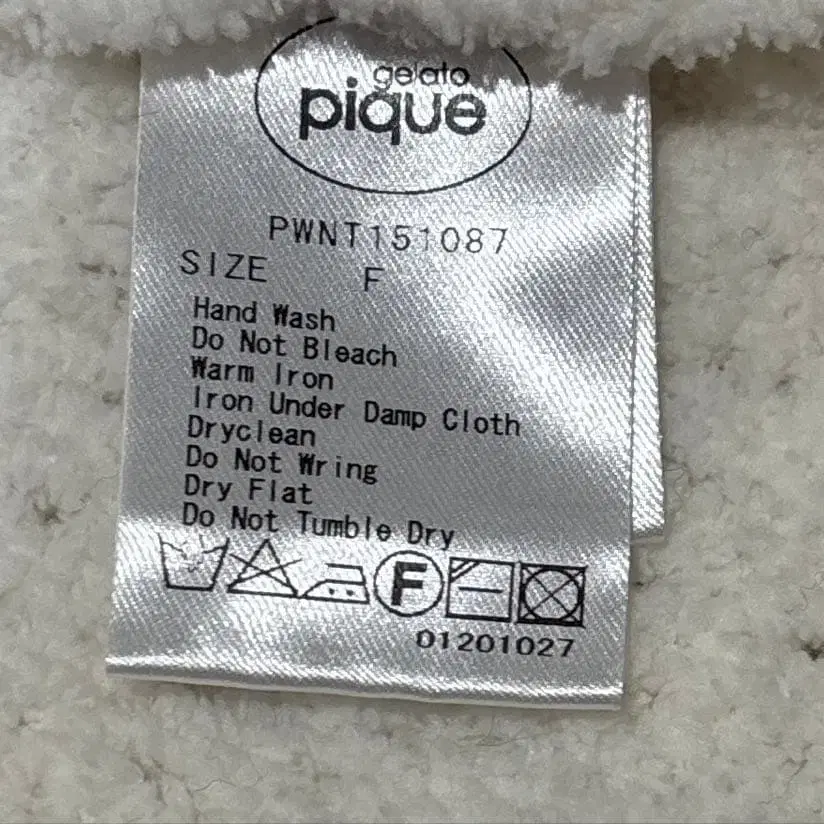 gelato
pique
PWNT151087
SIZE F
Hand Wash
Do Not Bleach
Warm Iron
Iron Under Damp Cloth
Dryclean
Do Not Wring
Dry Flat
Do Not Tumble Dry
F
01201027